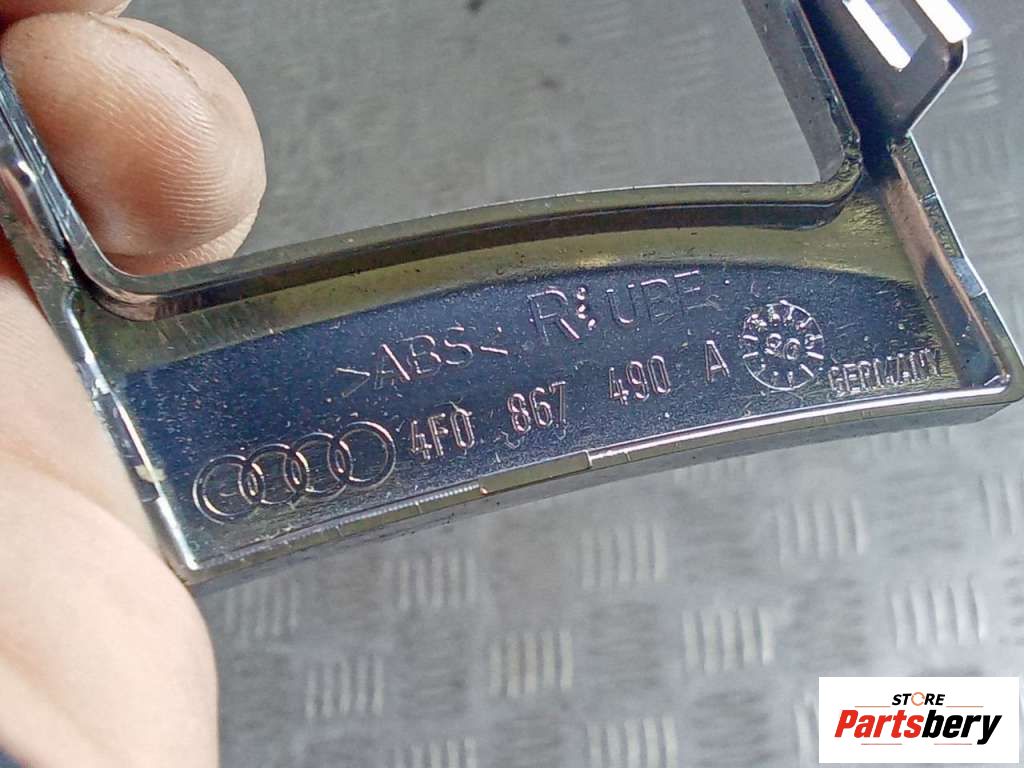 >ABS< R:UBE
4F0 867 490 A
GERMANY
STORE
Partsbery